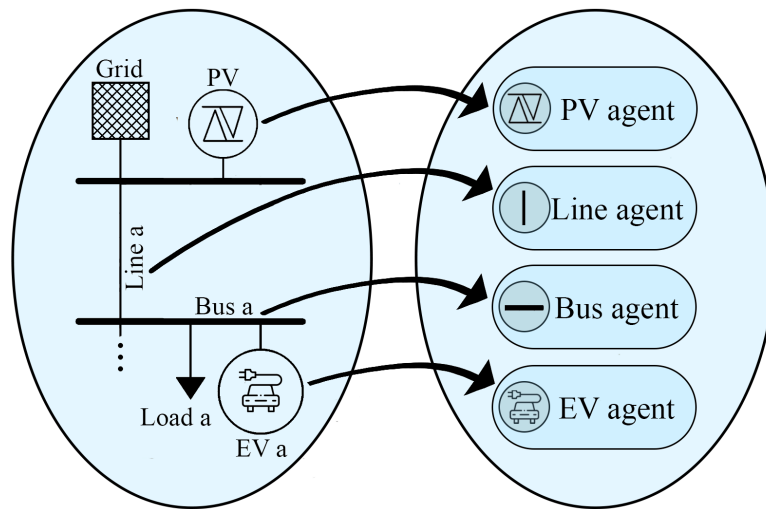 Grid
PV
Line a
Bus a
Load a
EV a
PV agent
Line agent
Bus agent
EV agent